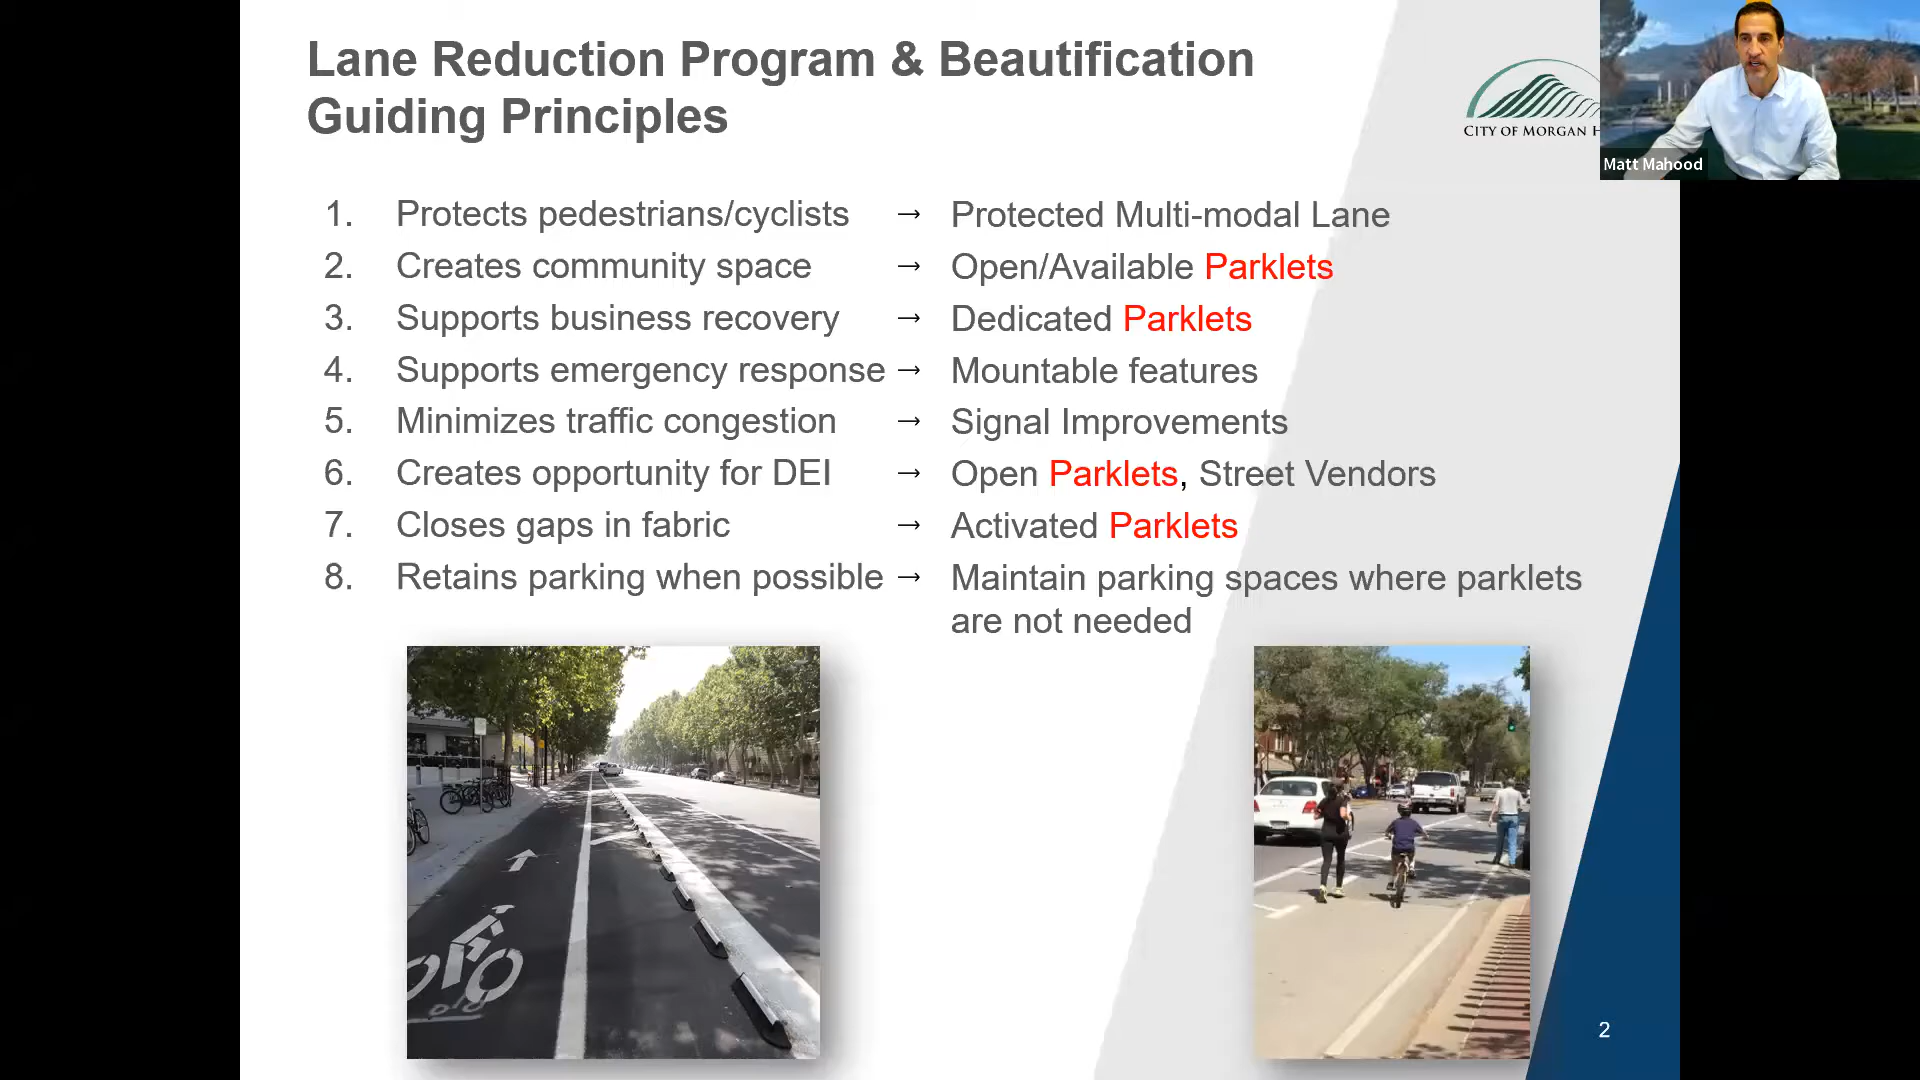 Lane Reduction Program & Beautification
Guiding Principles
CITY OF MORGAN H
Matt Mahood
1. Protects pedestrians/cyclists → Protected Multi-modal Lane
2. Creates community space → Open/Available Parklets
3. Supports business recovery → Dedicated Parklets
4. Supports emergency response → Mountable features
5. Minimizes traffic congestion → Signal Improvements
6. Creates opportunity for DEI → Open Parklets, Street Vendors
7. Closes gaps in fabric → Activated Parklets
8. Retains parking when possible → Maintain parking spaces where parklets
are not needed
2